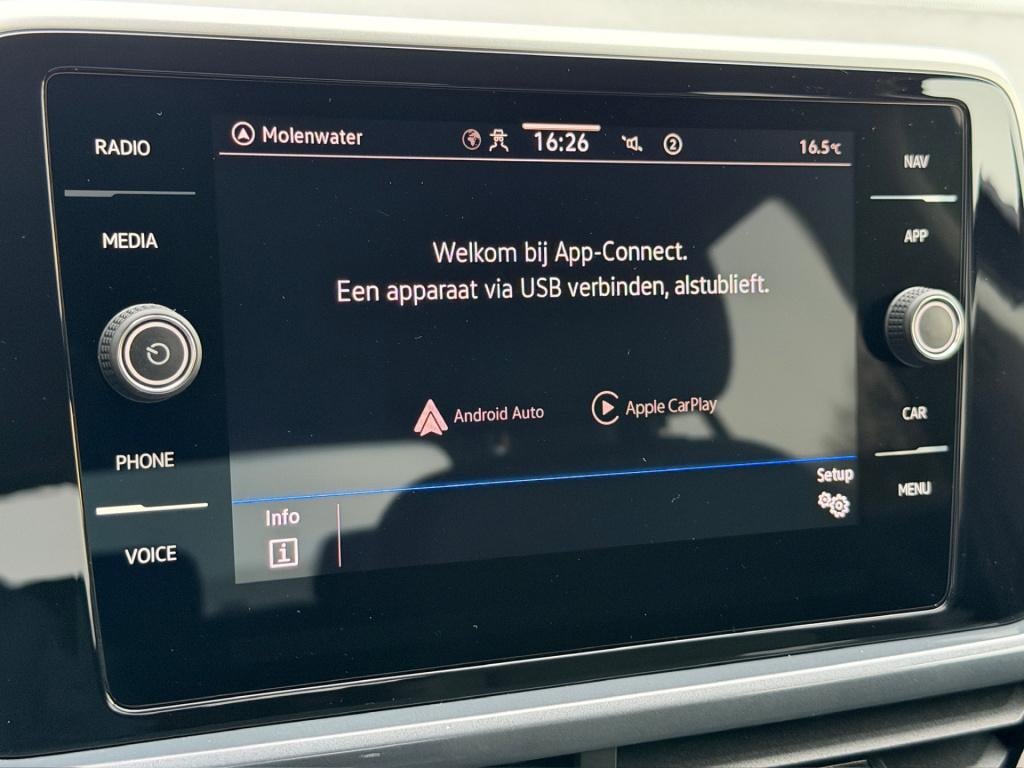 RADIO
MEDIA
PHONE
VOICE
Molenwater
16:26
2
16.5°C
Welkom bij App-Connect.
Een apparaat via USB verbinden, alstublieft.
Android Auto
Apple CarPlay
Info
i
Setup
NAV
APP
CAR
MENU